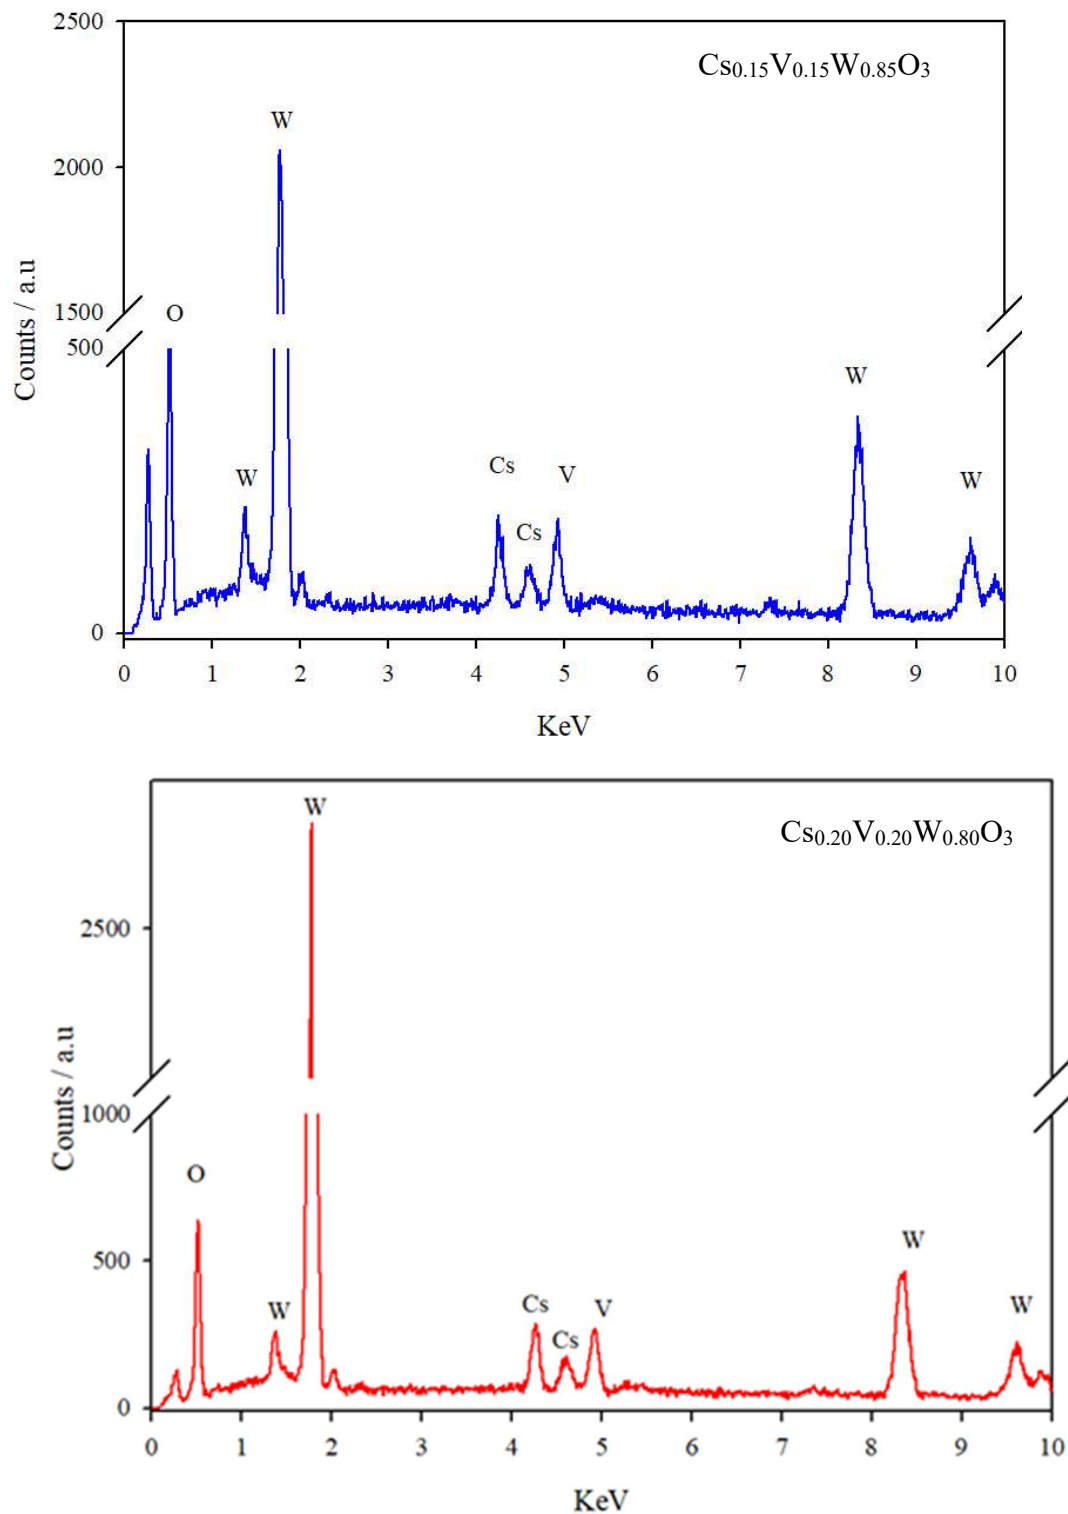 2500
Cs0.15V0.15W0.85O3
W
2000
1500
O
500
Counts / a.u
W
W
Cs
V
W
Cs
0
0 1 2 3 4 5 6 7 8 9 10
KeV
W
Cs0.20V0.20W0.80O3
2500
Counts / a.u
1000
O
W
500
W
Cs
V
W
Cs
0
0 1 2 3 4 5 6 7 8 9 10
KeV